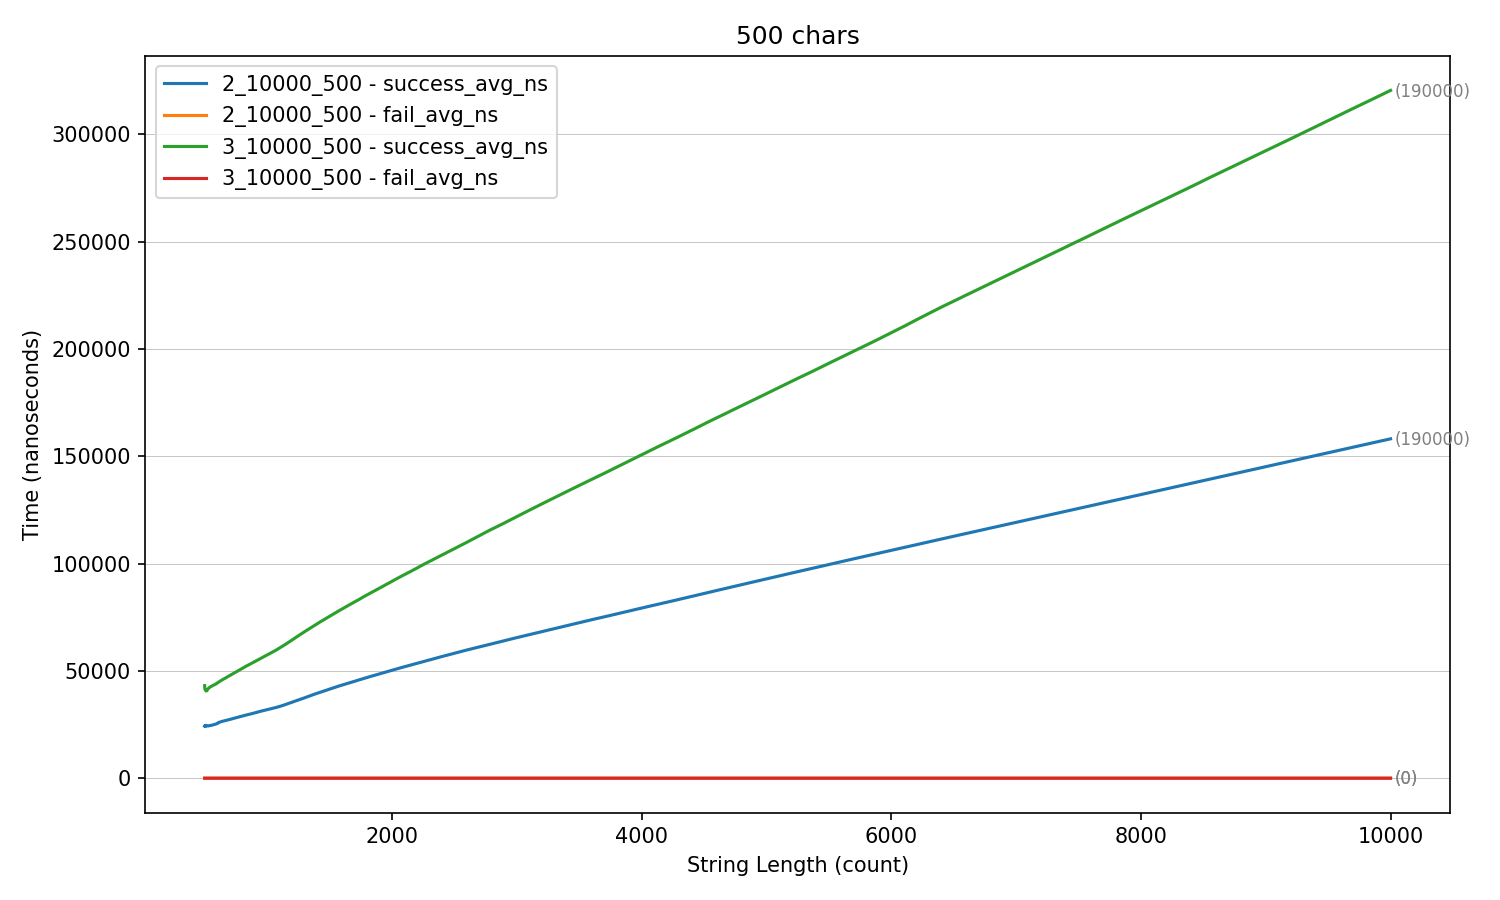 500 chars
2_10000_500 - success_avg_ns
2_10000_500 - fail_avg_ns
3_10000_500 - success_avg_ns
3_10000_500 - fail_avg_ns
(190000)
(190000)
(0)
300000
250000
200000
150000
100000
50000
0
Time (nanoseconds)
2000
4000
6000
8000
10000
String Length (count)